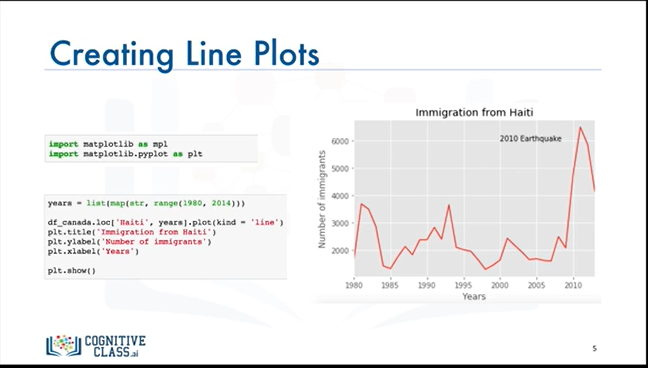 Creating Line Plots
import matplotlib as mpl
import matplotlib.pyplot as plt
years = list(map(str, range(1980, 2014)))
df_canada.loc['Haiti', years].plot(kind = 'line')
plt.title('Immigration from Haiti')
plt.ylabel('Number of immigrants')
plt.xlabel('Years')
plt.show()
Immigration from Haiti
2010 Earthquake
Number of immigrants
6000
5000
4000
3000
2000
1980 1985 1990 1995 2000 2005 2010
Years
COGNITIVE
CLASS.ai
5